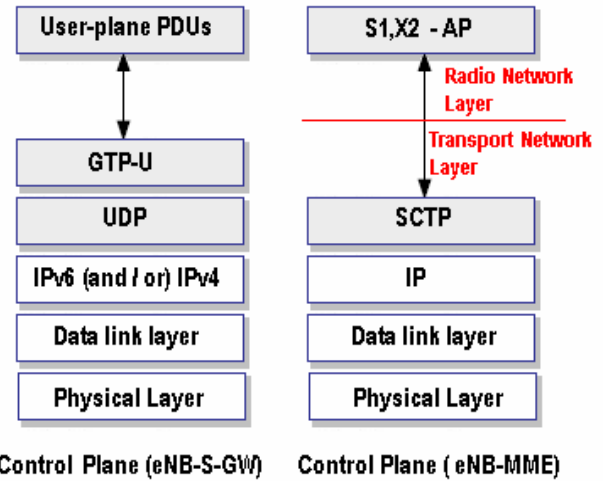 User-plane PDUs
GTP-U
UDP
IPv6 (and / or) IPv4
Data link layer
Physical Layer
Control Plane (eNB-S-GW)
S1,X2 - AP
Radio Network
Layer
Transport Network
Layer
SCTP
IP
Data link layer
Physical Layer
Control Plane ( eNB-MME)